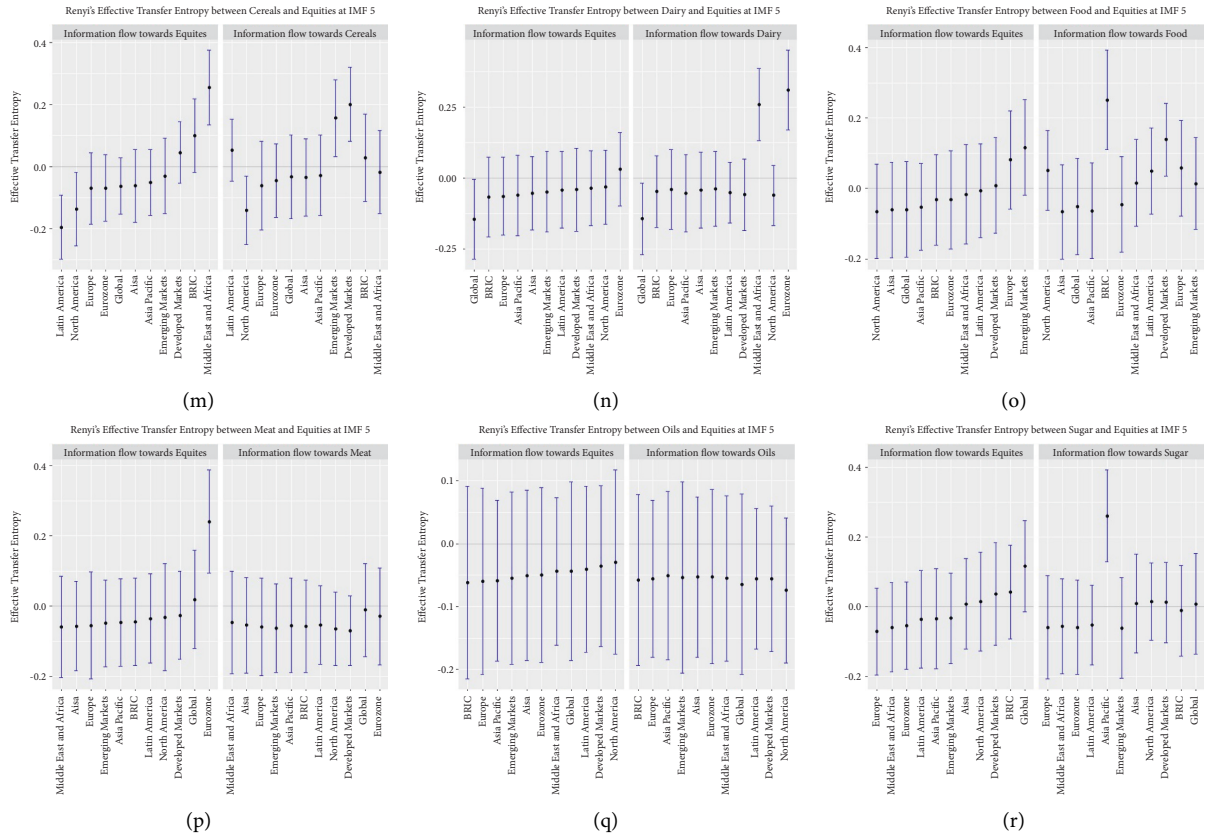 Renyi's Effective Transfer Entropy between Cereals and Equities at IMF 5
Information flow towards Equites
Information flow towards Cereals
Effective Transfer Entropy
0.4
0.2
0.0
-0.2
Latin America
North America
Europe
Eurozone
Global
Aisa
Asia Pacific
Emerging Markets
Developed Markets
BRIC
Middle East and Africa
Latin America
North America
Europe
Eurozone
Global
Aisa
Asia Pacific
Emerging Markets
Developed Markets
BRIC
Middle East and Africa
(m)
Renyi's Effective Transfer Entropy between Dairy and Equities at IMF 5
Information flow towards Equites
Information flow towards Dairy
Effective Transfer Entropy
0.25
0.00
-0.25
Global
BRIC
Europe
Asia Pacific
Aisa
Emerging Markets
Latin America
Developed Markets
Middle East and Africa
North America
Eurozone
Global
BRIC
Europe
Asia Pacific
Aisa
Emerging Markets
Latin America
Developed Markets
Middle East and Africa
North America
Eurozone
(n)
Renyi's Effective Transfer Entropy between Food and Equities at IMF 5
Information flow towards Equites
Information flow towards Food
Effective Transfer Entropy
0.4
0.2
0.0
-0.2
North America
Aisa
Global
Asia Pacific
BRIC
Eurozone
Middle East and Africa
Latin America
Developed Markets
Europe
Emerging Markets
North America
Aisa
Global
Asia Pacific
BRIC
Eurozone
Middle East and Africa
Latin America
Developed Markets
Europe
Emerging Markets
(o)
Renyi's Effective Transfer Entropy between Meat and Equities at IMF 5
Information flow towards Equites
Information flow towards Meat
Effective Transfer Entropy
0.4
0.2
0.0
-0.2
Middle East and Africa
Aisa
Europe
Emerging Markets
Asia Pacific
BRIC
Latin America
North America
Developed Markets
Global
Eurozone
Middle East and Africa
Aisa
Europe
Emerging Markets
Asia Pacific
BRIC
Latin America
North America
Developed Markets
Global
Eurozone
(p)
Renyi's Effective Transfer Entropy between Oils and Equities at IMF 5
Information flow towards Equites
Information flow towards Oils
Effective Transfer Entropy
0.1
0.0
-0.1
-0.2
BRIC
Europe
Asia Pacific
Emerging Markets
Aisa
Eurozone
Middle East and Africa
Global
Latin America
Developed Markets
North America
BRIC
Europe
Asia Pacific
Emerging Markets
Aisa
Eurozone
Middle East and Africa
Global
Latin America
Developed Markets
North America
(q)
Renyi's Effective Transfer Entropy between Sugar and Equities at IMF 5
Information flow towards Equites
Information flow towards Sugar
Effective Transfer Entropy
0.4
0.2
0.0
-0.2
Europe
Middle East and Africa
Eurozone
Latin America
Asia Pacific
Emerging Markets
Aisa
North America
Developed Markets
BRIC
Global
Europe
Middle East and Africa
Eurozone
Latin America
Asia Pacific
Emerging Markets
Aisa
North America
Developed Markets
BRIC
Global
(r)